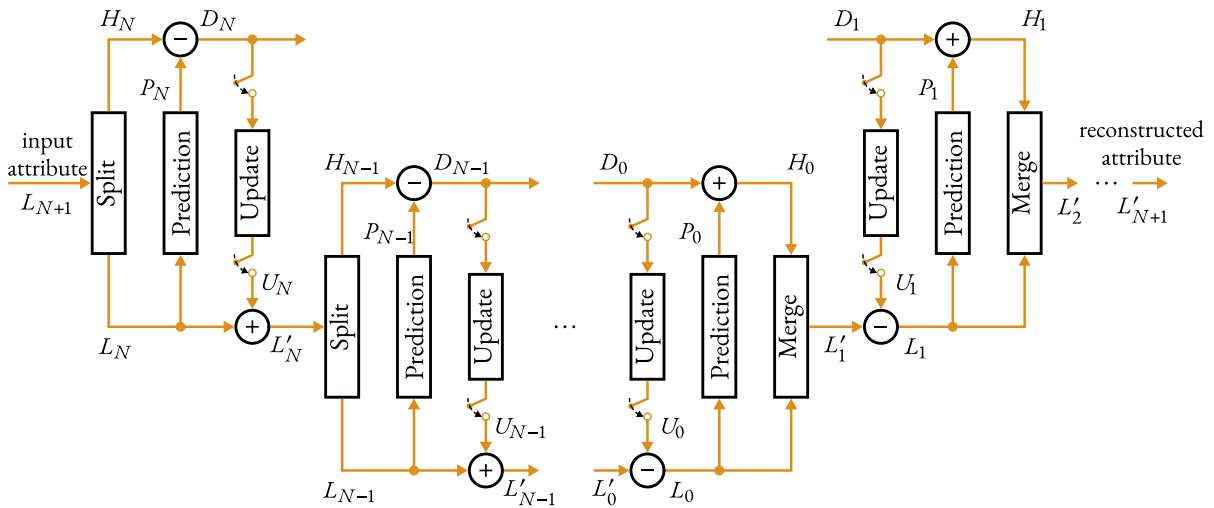 H_N
D_N
D_1
H_1
P_N
P_1
input
attribute
L_{N+1}
Split
Prediction
Update
H_{N−1}
D_{N−1}
D_0
H_0
Update
Prediction
Merge
reconstructed
attribute
L′_2
...
L′_{N+1}
P_{N−1}
P_0
U_N
U_1
L_N
L′_N
Split
Prediction
Update
...
Update
Prediction
Merge
L′_1
L_1
U_{N−1}
U_0
L_{N−1}
L′_{N−1}
L′_0
L_0